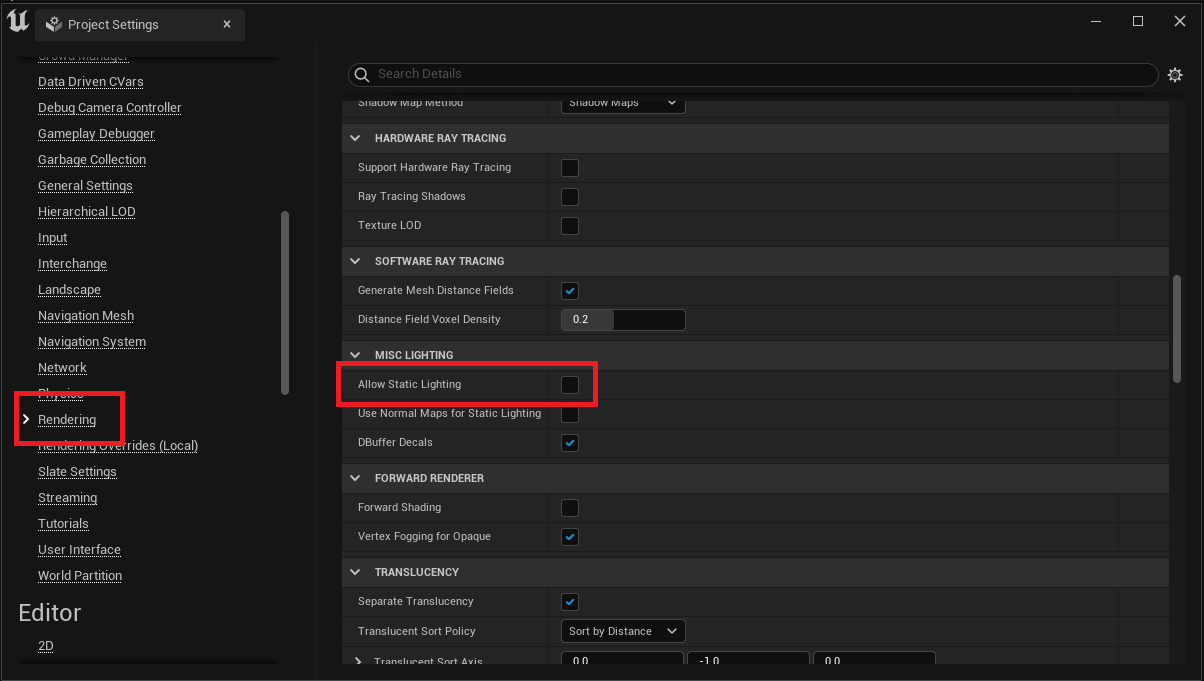 Project Settings
Crowd Manager
Data Driven CVars
Debug Camera Controller
Gameplay Debugger
Garbage Collection
General Settings
Hierarchical LOD
Input
Interchange
Landscape
Navigation Mesh
Navigation System
Network
Physics
Rendering
Rendering Overrides (Local)
Slate Settings
Streaming
Tutorials
User Interface
World Partition
Editor
2D
Search Details
Shadow Map Method Shadow Maps
HARDWARE RAY TRACING
Support Hardware Ray Tracing
Ray Tracing Shadows
Texture LOD
SOFTWARE RAY TRACING
Generate Mesh Distance Fields
Distance Field Voxel Density 0.2
MISC LIGHTING
Allow Static Lighting
Use Normal Maps for Static Lighting
DBuffer Decals
FORWARD RENDERER
Forward Shading
Vertex Fogging for Opaque
TRANSLUCENCY
Separate Translucency
Translucent Sort Policy Sort by Distance
Translucent Sort Axis 0.0 -1.0 0.0